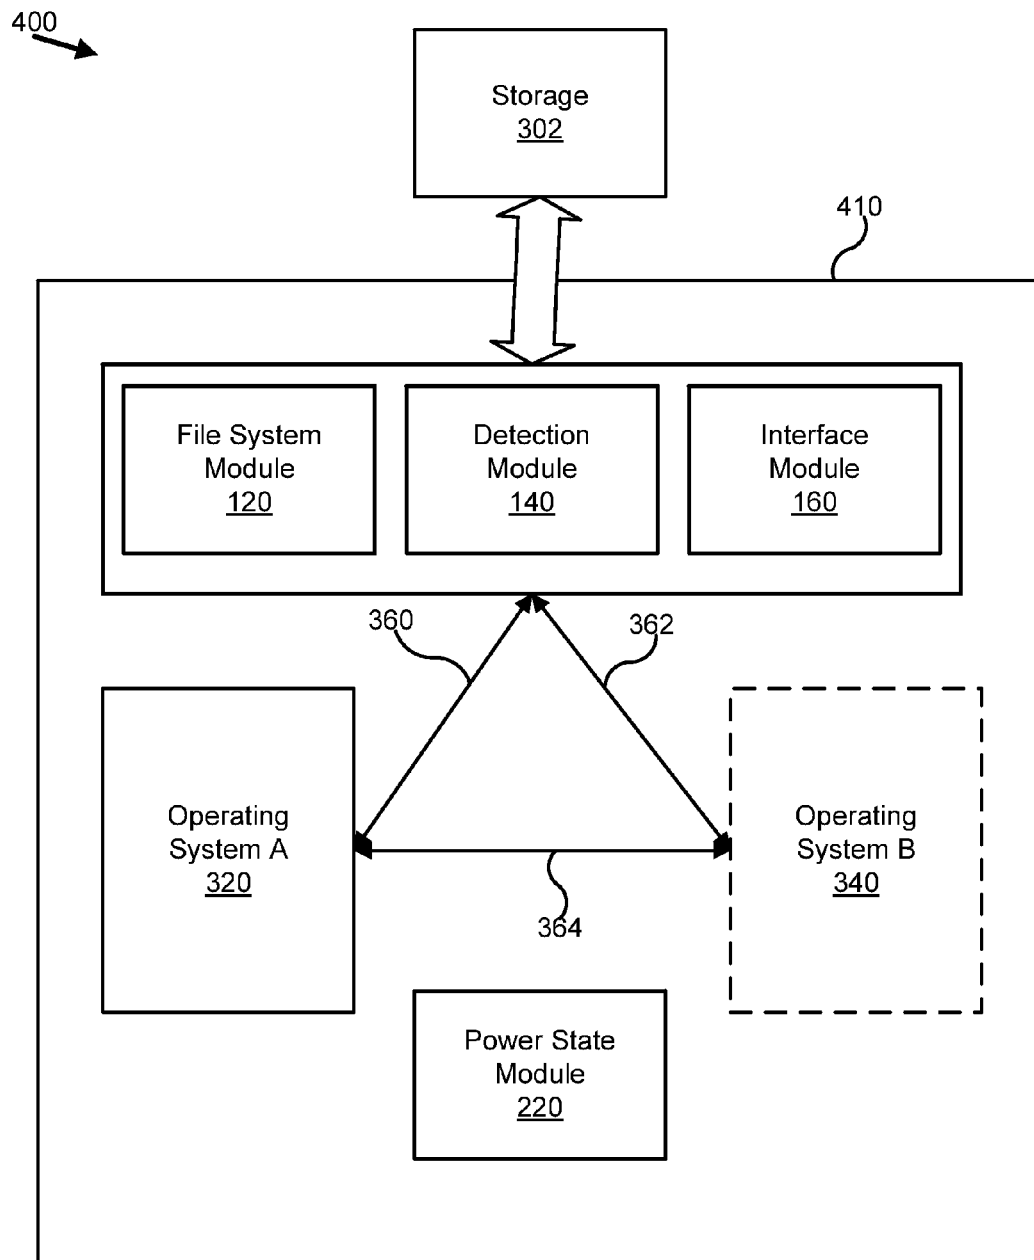 400
Storage
302
410
File System
Module
120
Detection
Module
140
Interface
Module
160
360
362
Operating
System A
320
Operating
System B
340
364
Power State
Module
220